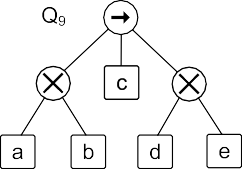 Q₉
→
× c ×
a b d e